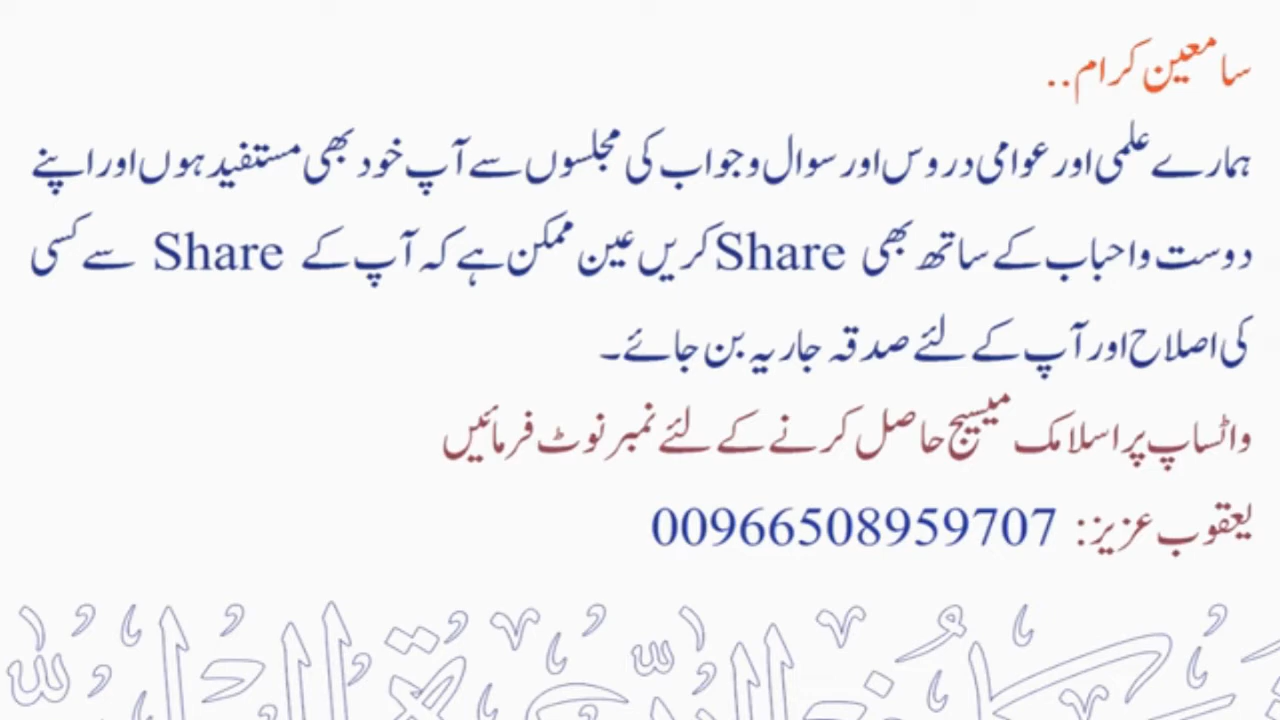 سامعین کرام..
ہمارے علمی اور عوامی دروس اور سوال و جواب کی مجلسوں سے آپ خود بھی مستفید ہوں اور اپنے
دوست و احباب کے ساتھ بھی Share کریں عین ممکن ہے کہ آپ کے Share سے کسی
کی اصلاح اور آپ کے لئے صدقہ جاریہ بن جائے۔
واٹساپ پر اسلامک میسیج حاصل کرنے کے لئے نمبر نوٹ فرمائیں
یعقوب عزیز: 00966508959707